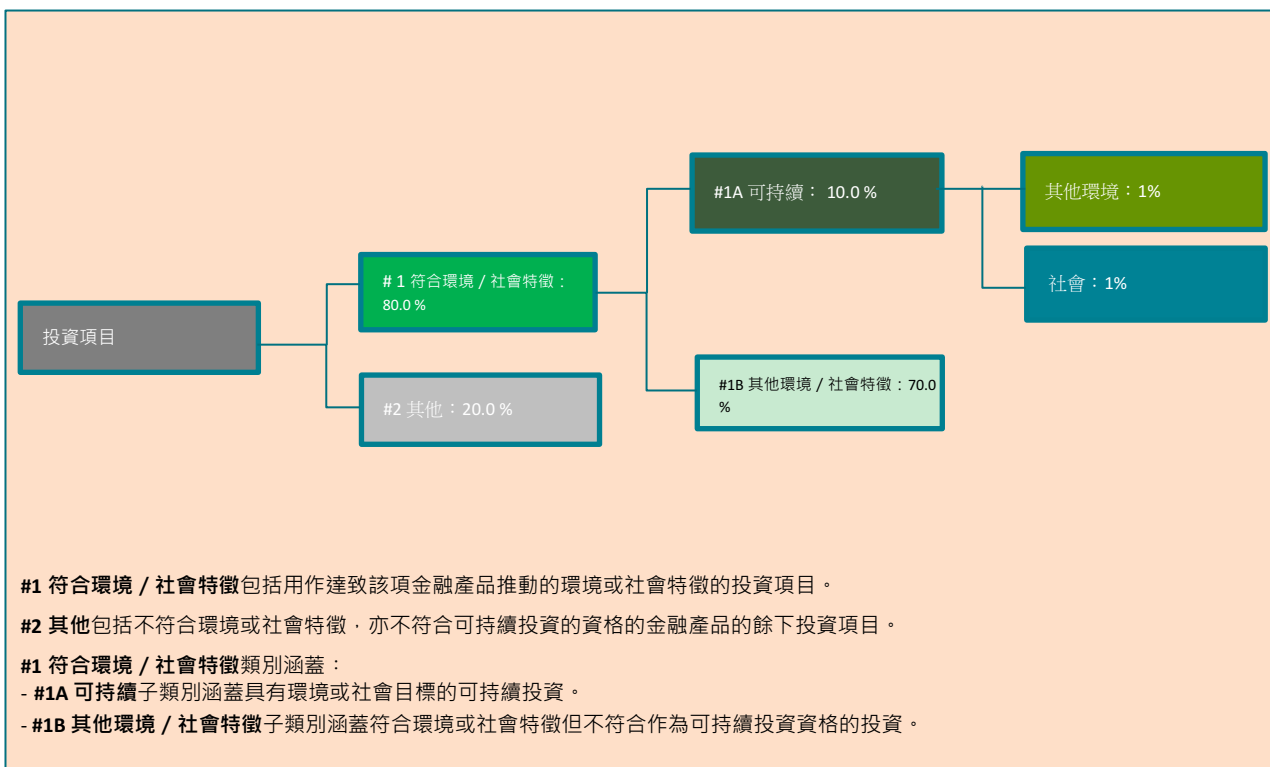 #1A 可持續： 10.0 %
其他環境：1%
# 1 符合環境 / 社會特徵：
80.0 %
社會：1%
投資項目
#2 其他：20.0 %
#1B 其他環境 / 社會特徵：70.0
%
#1 符合環境 / 社會特徵包括用作達致該項金融產品推動的環境或社會特徵的投資項目。
#2 其他包括不符合環境或社會特徵，亦不符合可持續投資的資格的金融產品的餘下投資項目。
#1 符合環境 / 社會特徵類別涵蓋：
- #1A 可持續子類別涵蓋具有環境或社會目標的可持續投資。
- #1B 其他環境 / 社會特徵子類別涵蓋符合環境或社會特徵但不符合作為可持續投資資格的投資。